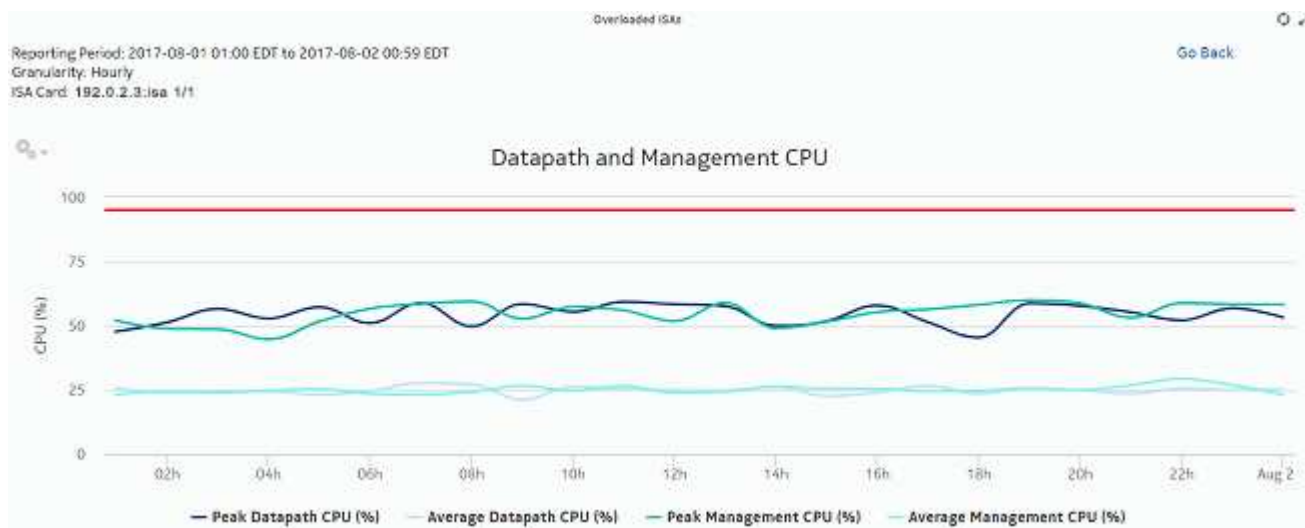 Overloaded ISAs
Reporting Period: 2017-08-01 01:00 EDT to 2017-08-02 00:59 EDT
Go Back
Granularity: Hourly
ISA Card: 192.0.2.3:isa 1/1
Datapath and Management CPU
100
75
50
25
0
CPU (%)
02h 04h 06h 08h 10h 12h 14h 16h 18h 20h 22h Aug 2
Peak Datapath CPU (%) Average Datapath CPU (%) Peak Management CPU (%) Average Management CPU (%)